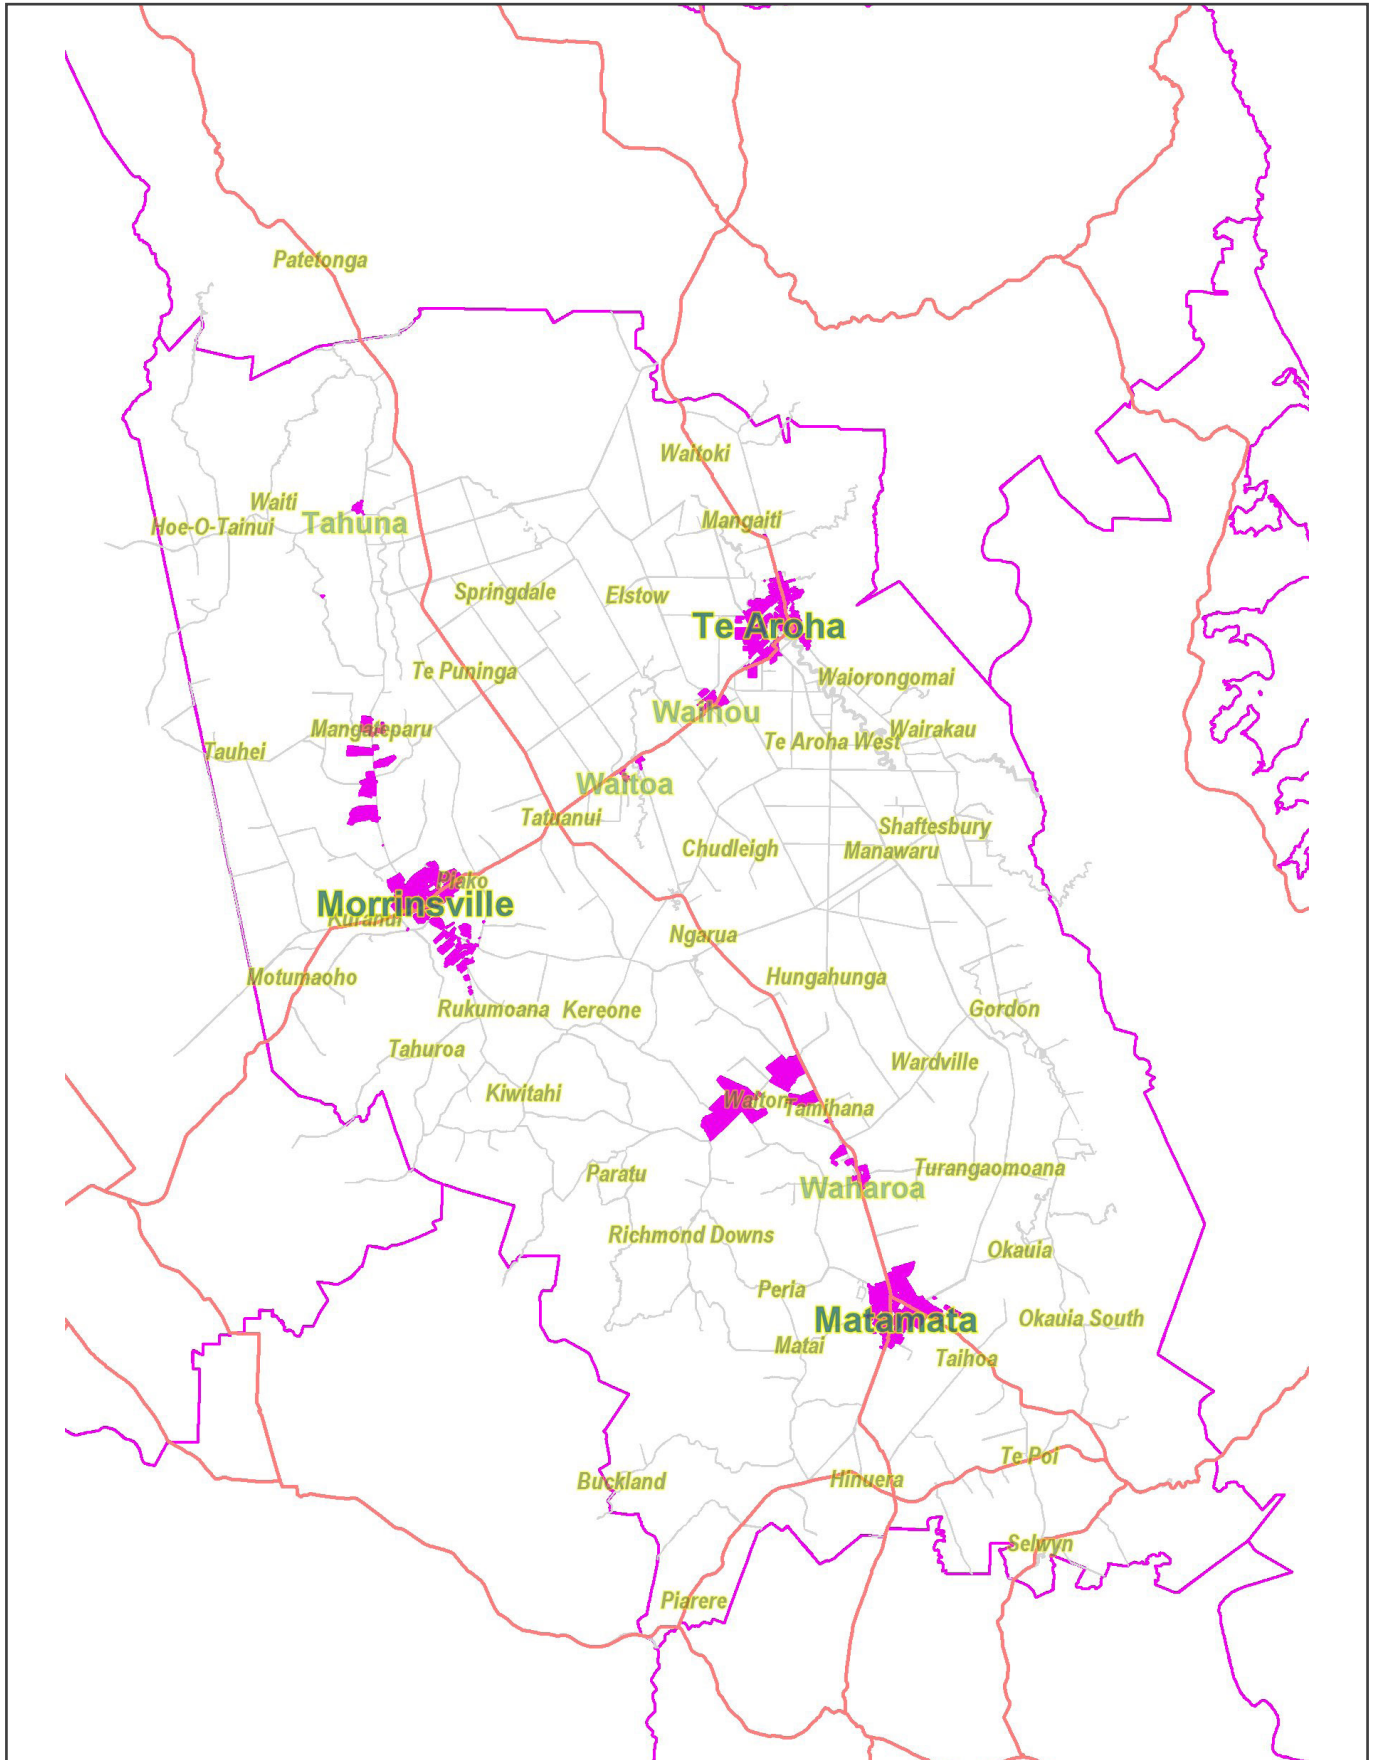 Patetonga
Waitoki
Waiti
Hoe-O-Tainui
Tahuna
Mangaiti
Springdale
Elstow
Te Aroha
Te Puninga
Waiorongomai
Waihou
Mangateparu
Wairakau
Te Aroha West
Tauhei
Waitoa
Tatuanui
Shaftesbury
Chudleigh
Manawaru
Piako
Morrinsville
Kuranui
Ngarua
Motumaoho
Hungahunga
Rukumoana
Kereone
Gordon
Tahuroa
Wardville
Kiwitahi
Walton
Tamihana
Paratu
Turangaomoana
Waharoa
Richmond Downs
Okauia
Peria
Matamata
Okauia South
Matai
Taihoa
Te Poi
Buckland
Hinuera
Selwyn
Piarere